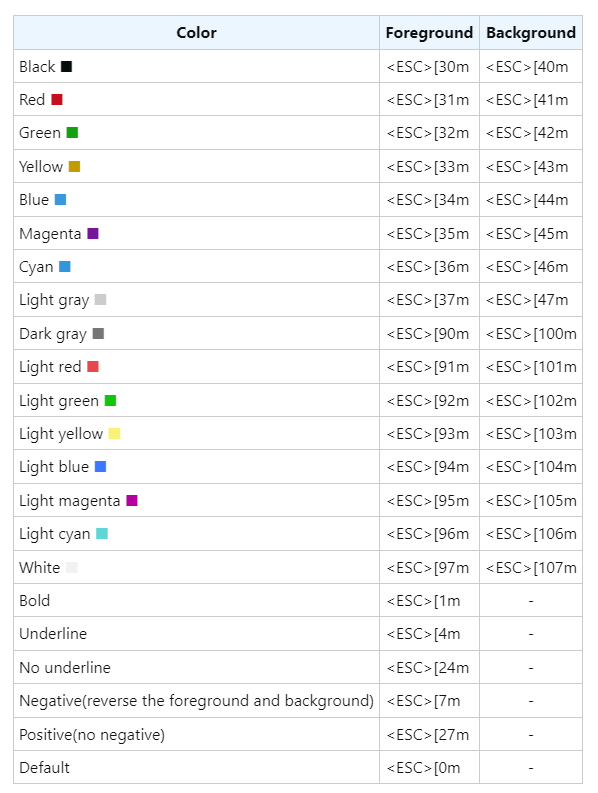 Color Foreground Background
Black <ESC>[30m <ESC>[40m
Red <ESC>[31m <ESC>[41m
Green <ESC>[32m <ESC>[42m
Yellow <ESC>[33m <ESC>[43m
Blue <ESC>[34m <ESC>[44m
Magenta <ESC>[35m <ESC>[45m
Cyan <ESC>[36m <ESC>[46m
Light gray <ESC>[37m <ESC>[47m
Dark gray <ESC>[90m <ESC>[100m
Light red <ESC>[91m <ESC>[101m
Light green <ESC>[92m <ESC>[102m
Light yellow <ESC>[93m <ESC>[103m
Light blue <ESC>[94m <ESC>[104m
Light magenta <ESC>[95m <ESC>[105m
Light cyan <ESC>[96m <ESC>[106m
White <ESC>[97m <ESC>[107m
Bold <ESC>[1m -
Underline <ESC>[4m -
No underline <ESC>[24m -
Negative(reverse the foreground and background) <ESC>[7m -
Positive(no negative) <ESC>[27m -
Default <ESC>[0m -